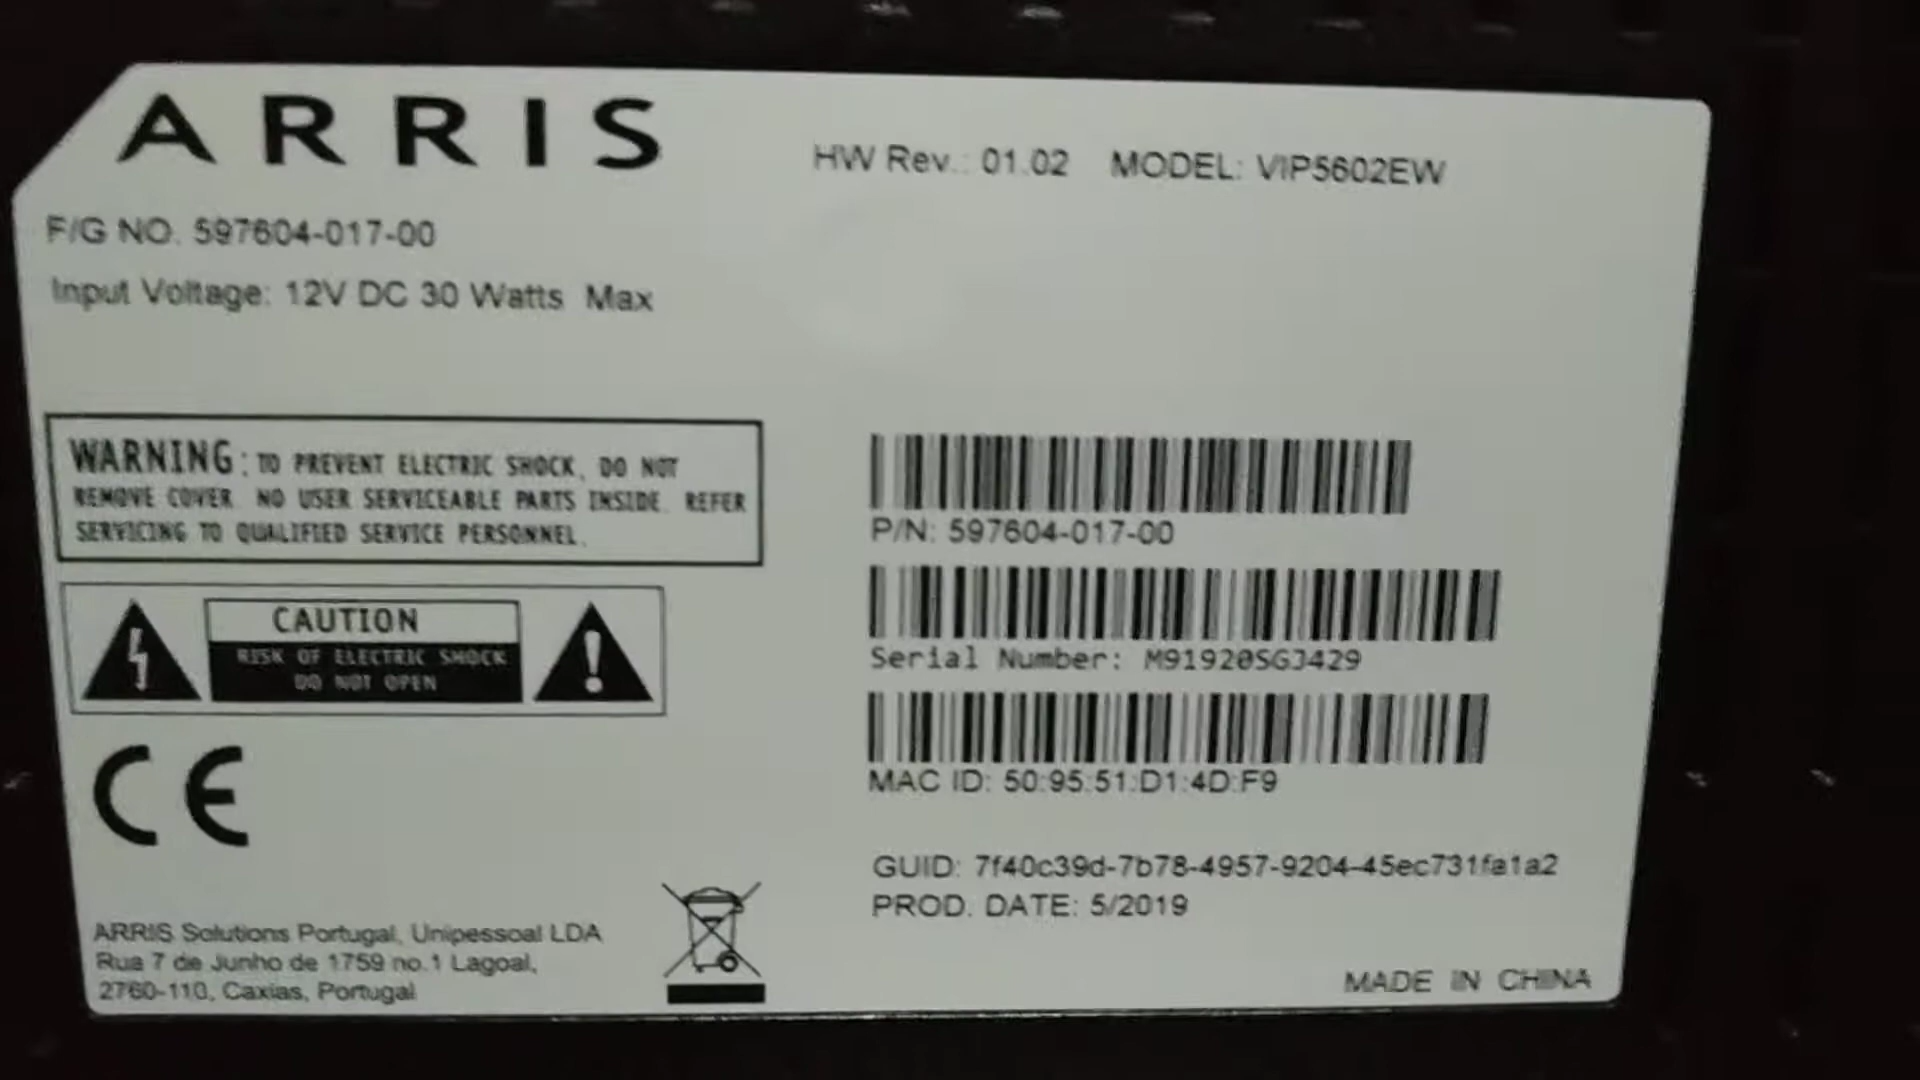 ARRIS
HW Rev.: 01.02 MODEL: VIP5602EW
F/G NO. 597604-017-00
Input Voltage: 12V DC 30 Watts Max
WARNING: TO PREVENT ELECTRIC SHOCK, DO NOT
REMOVE COVER. NO USER SERVICEABLE PARTS INSIDE. REFER
SERVICING TO QUALIFIED SERVICE PERSONNEL.
CAUTION
RISK OF ELECTRIC SHOCK
DO NOT OPEN
CE
ARRIS Solutions Portugal, Unipessoal LDA
Rua 7 de Junho de 1759 no.1 Lagoal,
2760-110, Caxias, Portugal
P/N: 597604-017-00
Serial Number: M91920SGJ429
MAC ID: 50:95:51:D1:4D:F9
GUID: 7f40c39d-7b78-4957-9204-45ec731fa1a2
PROD. DATE: 5/2019
MADE IN CHINA